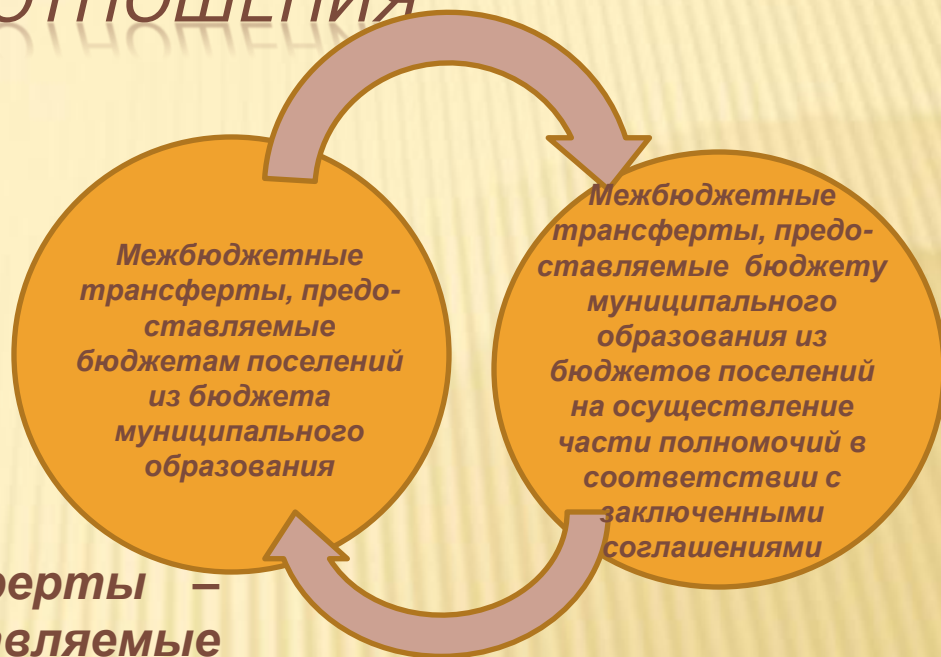 ОТНОШЕНИЯ
Межбюджетные
трансферты, предо-
ставляемые
бюджетам поселений
из бюджета
муниципального
образования
Межбюджетные
трансферты, предо-
ставляемые бюджету
муниципального
образования из
бюджетов поселений
на осуществление
части полномочий в
соответствии с
заключенными
соглашениями
ерты –
вляемые